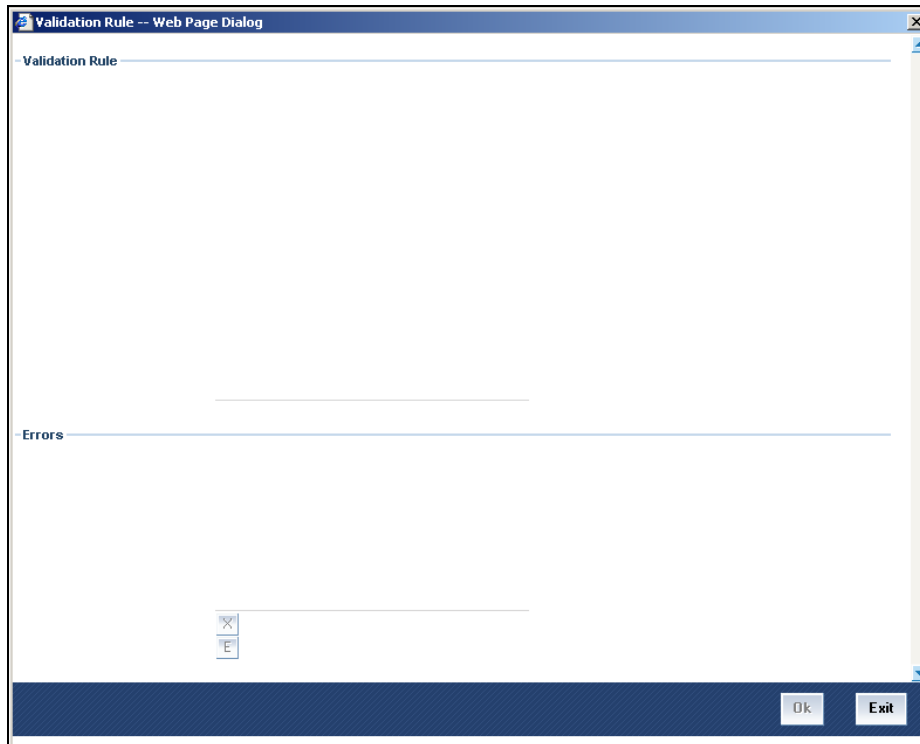 Validation Rule -- Web Page Dialog
Validation Rule
Errors
X
E
Ok
Exit